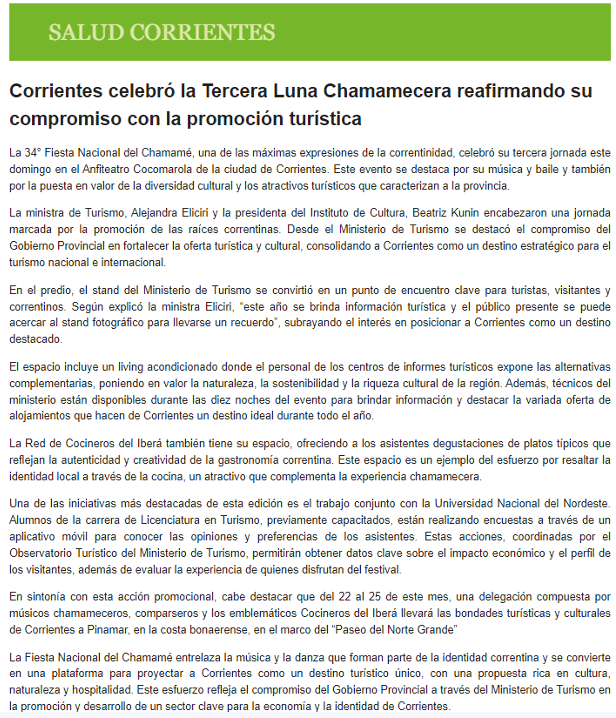 SALUD CORRIENTES
Corrientes celebró la Tercera Luna Chamamecera reafirmando su
compromiso con la promoción turística
La 34° Fiesta Nacional del Chamamé, una de las máximas expresiones de la correntinidad, celebró su tercera jornada este
domingo en el Anfiteatro Cocomarola de la ciudad de Corrientes. Este evento se destaca por su música y baile y también
por la puesta en valor de la diversidad cultural y los atractivos turísticos que caracterizan a la provincia.
La ministra de Turismo, Alejandra Eliciri y la presidenta del Instituto de Cultura, Beatriz Kunin encabezaron una jornada
marcada por la promoción de las raíces correntinas. Desde el Ministerio de Turismo se destacó el compromiso del
Gobierno Provincial en fortalecer la oferta turística y cultural, consolidando a Corrientes como un destino estratégico para el
turismo nacional e internacional.
En el predio, el stand del Ministerio de Turismo se convirtió en un punto de encuentro clave para turistas, visitantes y
correntinos. Según explicó la ministra Eliciri, “este año se brinda información turística y el público presente se puede
acercar al stand fotográfico para llevarse un recuerdo”, subrayando el interés en posicionar a Corrientes como un destino
destacado.
El espacio incluye un living acondicionado donde el personal de los centros de informes turísticos expone las alternativas
complementarias, poniendo en valor la naturaleza, la sostenibilidad y la riqueza cultural de la región. Además, técnicos del
ministerio están disponibles durante las diez noches del evento para brindar información y destacar la variada oferta de
alojamientos que hacen de Corrientes un destino ideal durante todo el año.
La Red de Cocineros del Iberá también tiene su espacio, ofreciendo a los asistentes degustaciones de platos típicos que
reflejan la autenticidad y creatividad de la gastronomía correntina. Este espacio es un ejemplo del esfuerzo por resaltar la
identidad local a través de la cocina, un atractivo que complementa la experiencia chamamecera.
Una de las iniciativas más destacadas de esta edición es el trabajo conjunto con la Universidad Nacional del Nordeste.
Alumnos de la carrera de Licenciatura en Turismo, previamente capacitados, están realizando encuestas a través de un
aplicativo móvil para conocer las opiniones y preferencias de los asistentes. Estas acciones, coordinadas por el
Observatorio Turístico del Ministerio de Turismo, permitirán obtener datos clave sobre el impacto económico y el perfil de
los visitantes, además de evaluar la experiencia de quienes disfrutan del festival.
En sintonía con esta acción promocional, cabe destacar que del 22 al 25 de este mes, una delegación compuesta por
músicos chamameceros, comparseros y los emblemáticos Cocineros del Iberá llevará las bondades turísticas y culturales
de Corrientes a Pinamar, en la costa bonaerense, en el marco del “Paseo del Norte Grande”
La Fiesta Nacional del Chamamé entrelaza la música y la danza que forman parte de la identidad correntina y se convierte
en una plataforma para proyectar a Corrientes como un destino turístico único, con una propuesta rica en cultura,
naturaleza y hospitalidad. Este esfuerzo refleja el compromiso del Gobierno Provincial a través del Ministerio de Turismo en
la promoción y desarrollo de un sector clave para la economía y la identidad de Corrientes.